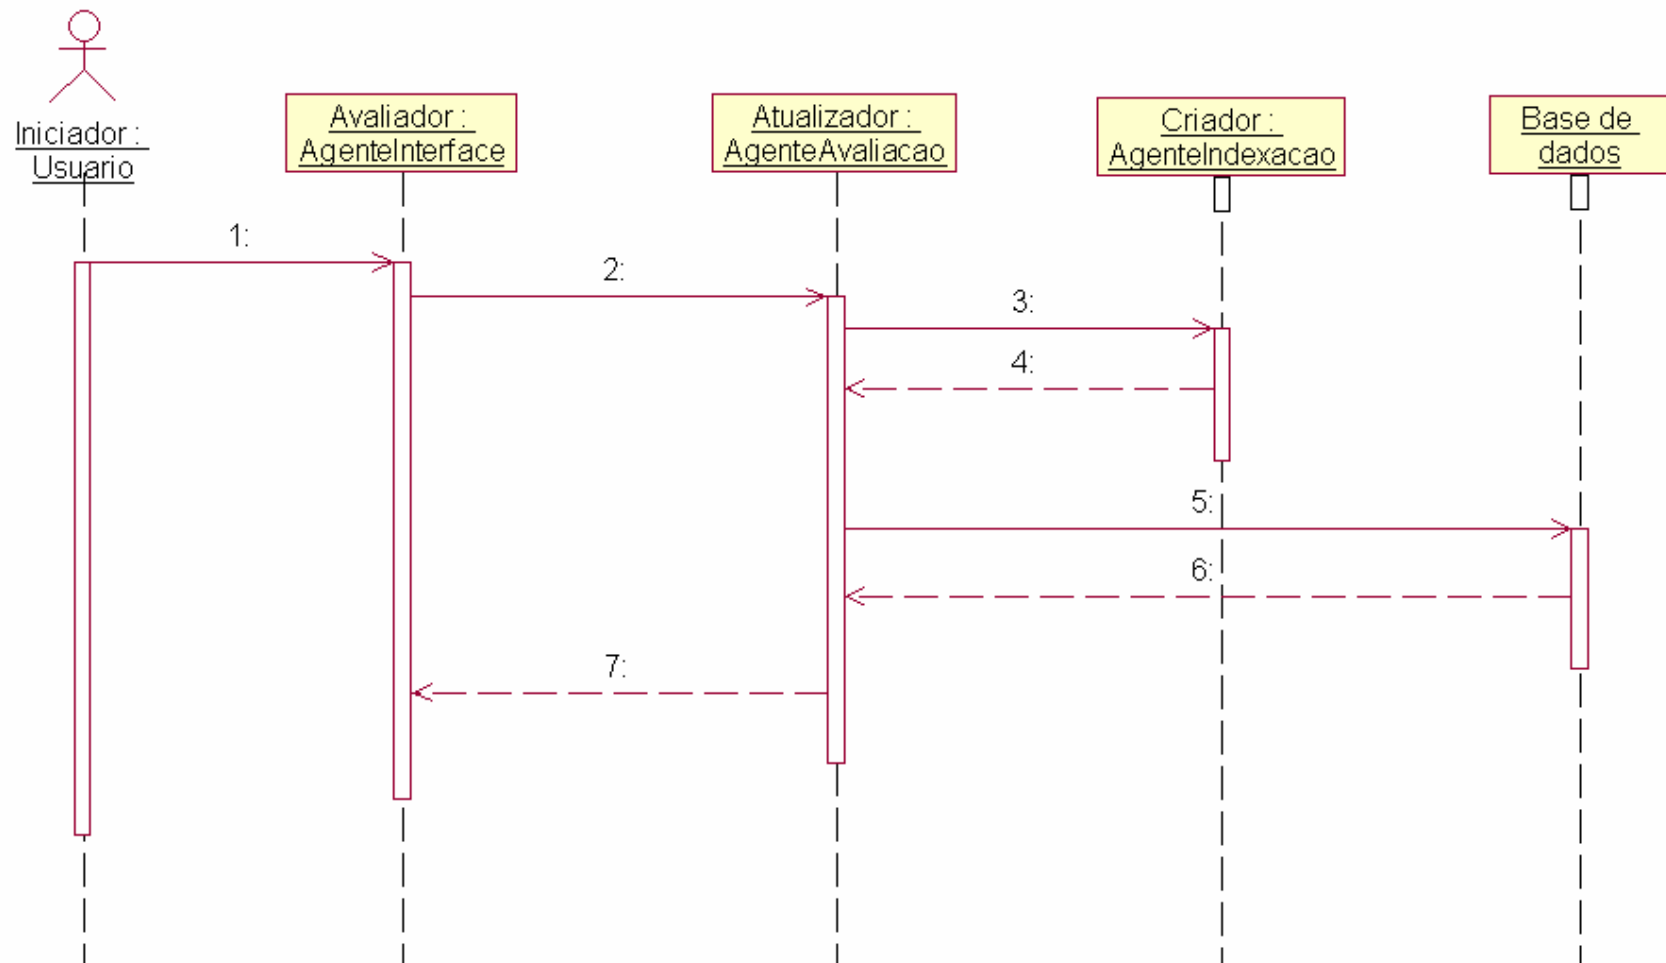 Iniciador :
Usuario
Avaliador :
AgenteInterface
Atualizador :
AgenteAvaliacao
Criador :
AgenteIndexacao
Base de
dados
1:
2:
3:
4:
5:
6:
7: